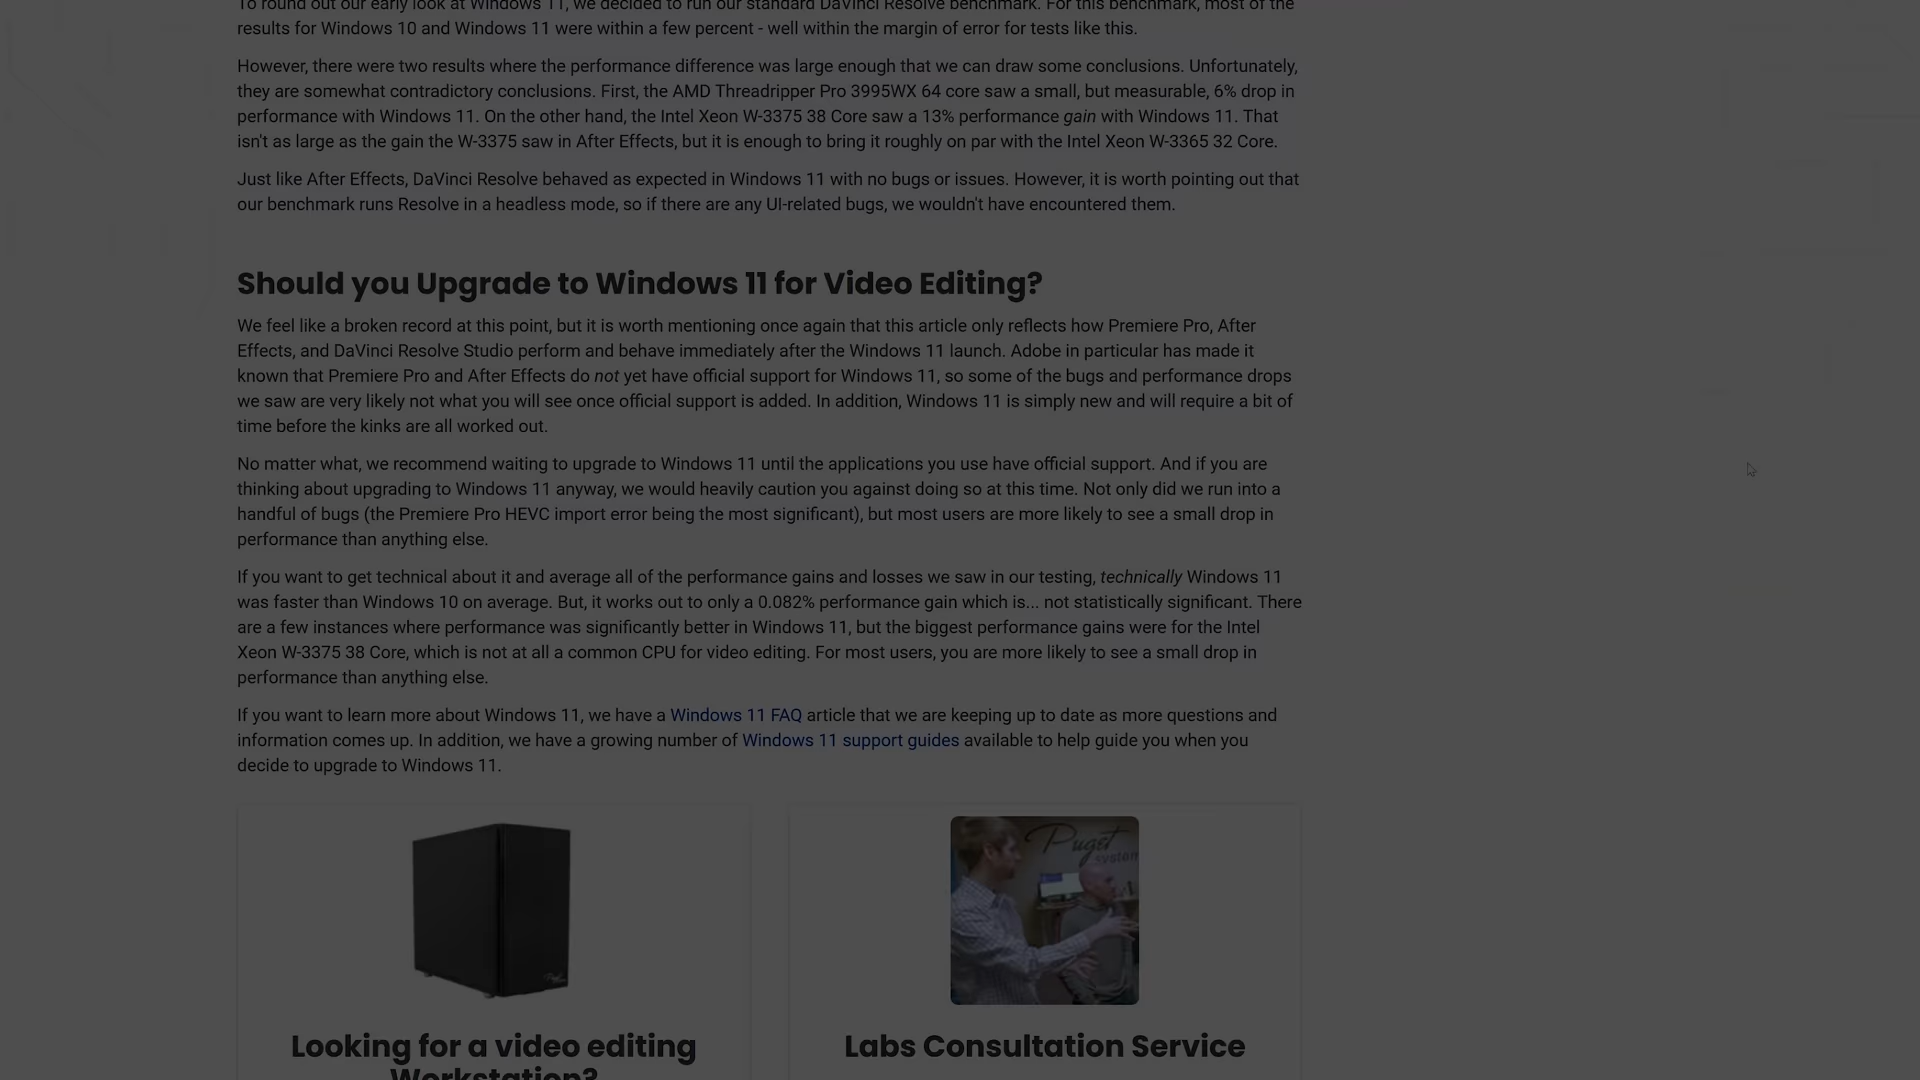 To round out our early look at Windows 11, we decided to run our standard DaVinci Resolve benchmark. For this benchmark, most of the
results for Windows 10 and Windows 11 were within a few percent - well within the margin of error for tests like this.
However, there were two results where the performance difference was large enough that we can draw some conclusions. Unfortunately,
they are somewhat contradictory conclusions. First, the AMD Threadripper Pro 3995WX 64 core saw a small, but measurable, 6% drop in
performance with Windows 11. On the other hand, the Intel Xeon W-3375 38 Core saw a 13% performance gain with Windows 11. That
isn't as large as the gain the W-3375 saw in After Effects, but it is enough to bring it roughly on par with the Intel Xeon W-3365 32 Core.
Just like After Effects, DaVinci Resolve behaved as expected in Windows 11 with no bugs or issues. However, it is worth pointing out that
our benchmark runs Resolve in a headless mode, so if there are any UI-related bugs, we wouldn't have encountered them.
Should you Upgrade to Windows 11 for Video Editing?
We feel like a broken record at this point, but it is worth mentioning once again that this article only reflects how Premiere Pro, After
Effects, and DaVinci Resolve Studio perform and behave immediately after the Windows 11 launch. Adobe in particular has made it
known that Premiere Pro and After Effects do not yet have official support for Windows 11, so some of the bugs and performance drops
we saw are very likely not what you will see once official support is added. In addition, Windows 11 is simply new and will require a bit of
time before the kinks are all worked out.
No matter what, we recommend waiting to upgrade to Windows 11 until the applications you use have official support. And if you are
thinking about upgrading to Windows 11 anyway, we would heavily caution you against doing so at this time. Not only did we run into a
handful of bugs (the Premiere Pro HEVC import error being the most significant), but most users are more likely to see a small drop in
performance than anything else.
If you want to get technical about it and average all of the performance gains and losses we saw in our testing, technically Windows 11
was faster than Windows 10 on average. But, it works out to only a 0.082% performance gain which is... not statistically significant. There
are a few instances where performance was significantly better in Windows 11, but the biggest performance gains were for the Intel
Xeon W-3375 38 Core, which is not at all a common CPU for video editing. For most users, you are more likely to see a small drop in
performance than anything else.
If you want to learn more about Windows 11, we have a Windows 11 FAQ article that we are keeping up to date as more questions and
information comes up. In addition, we have a growing number of Windows 11 support guides available to help guide you when you
decide to upgrade to Windows 11.
Puget
system
Looking for a video editing
Workstation?
Labs Consultation Service